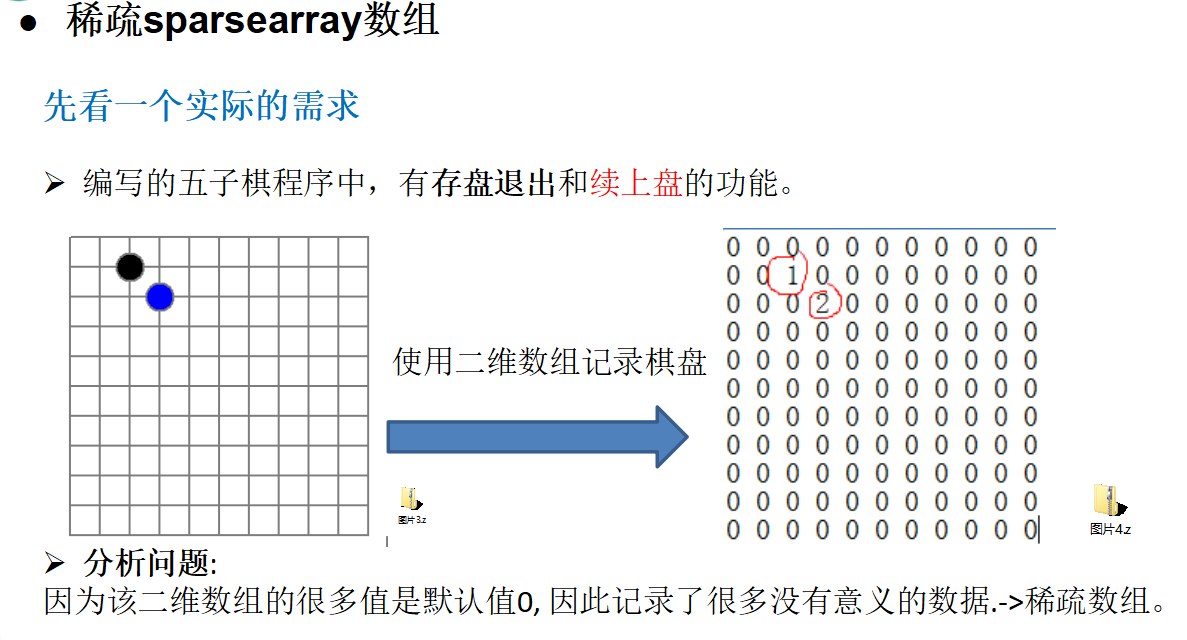 ● 稀疏sparsearray数组
先看一个实际的需求
➢ 编写的五子棋程序中，有存盘退出和续上盘的功能。
0 0 0 0 0 0 0 0 0 0 0
0 0 1 0 0 0 0 0 0 0 0
0 0 0 2 0 0 0 0 0 0 0
0 0 0 0 0 0 0 0 0 0 0
使用二维数组记录棋盘
0 0 0 0 0 0 0 0 0 0 0
0 0 0 0 0 0 0 0 0 0 0
0 0 0 0 0 0 0 0 0 0 0
0 0 0 0 0 0 0 0 0 0 0
0 0 0 0 0 0 0 0 0 0 0
0 0 0 0 0 0 0 0 0 0 0
0 0 0 0 0 0 0 0 0 0 0
图片3.z
图片4.z
➢ 分析问题:
因为该二维数组的很多值是默认值0, 因此记录了很多没有意义的数据.->稀疏数组。